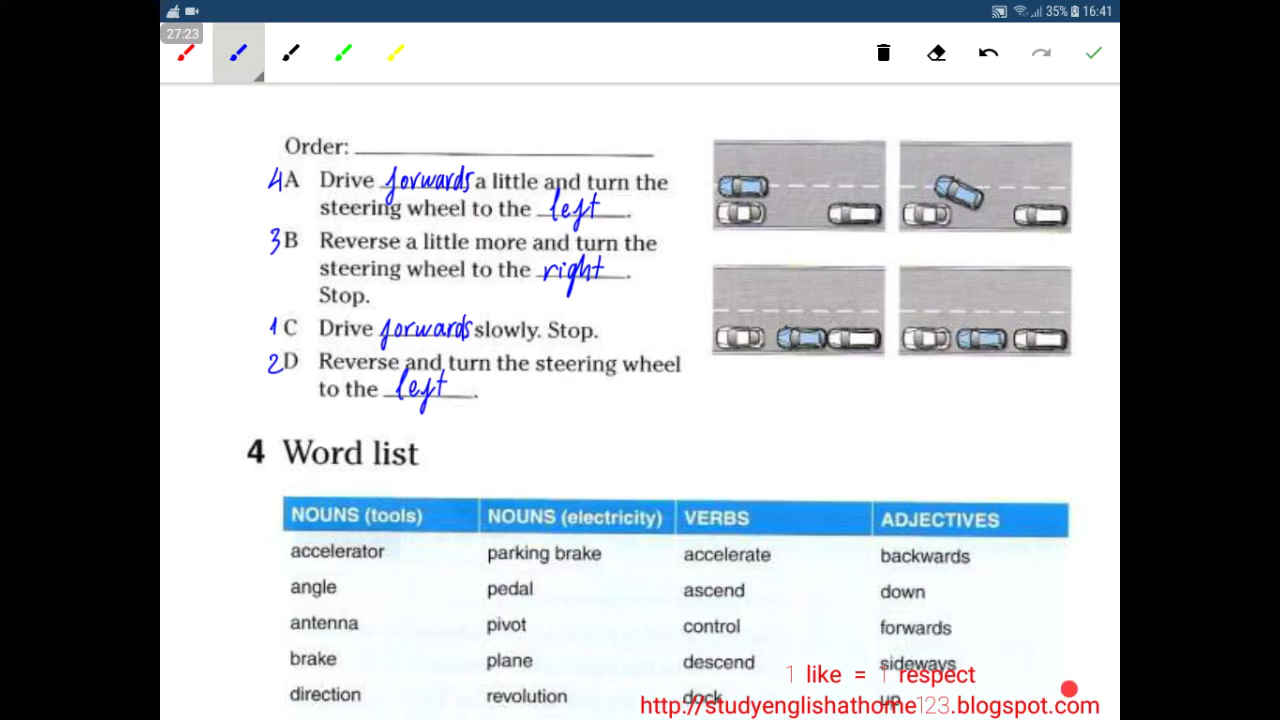 35% 16:41
27:23
Order:
4A Drive forwards a little and turn the
steering wheel to the left.
3B Reverse a little more and turn the
steering wheel to the right.
Stop.
1C Drive forwards slowly. Stop.
2D Reverse and turn the steering wheel
to the left.
4 Word list
NOUNS (tools) NOUNS (electricity) VERBS ADJECTIVES
accelerator parking brake accelerate backwards
angle pedal ascend down
antenna pivot control forwards
brake plane descend sideways
direction revolution dock up
1 like = 1 respect
http://studyenglishathome123.blogspot.com